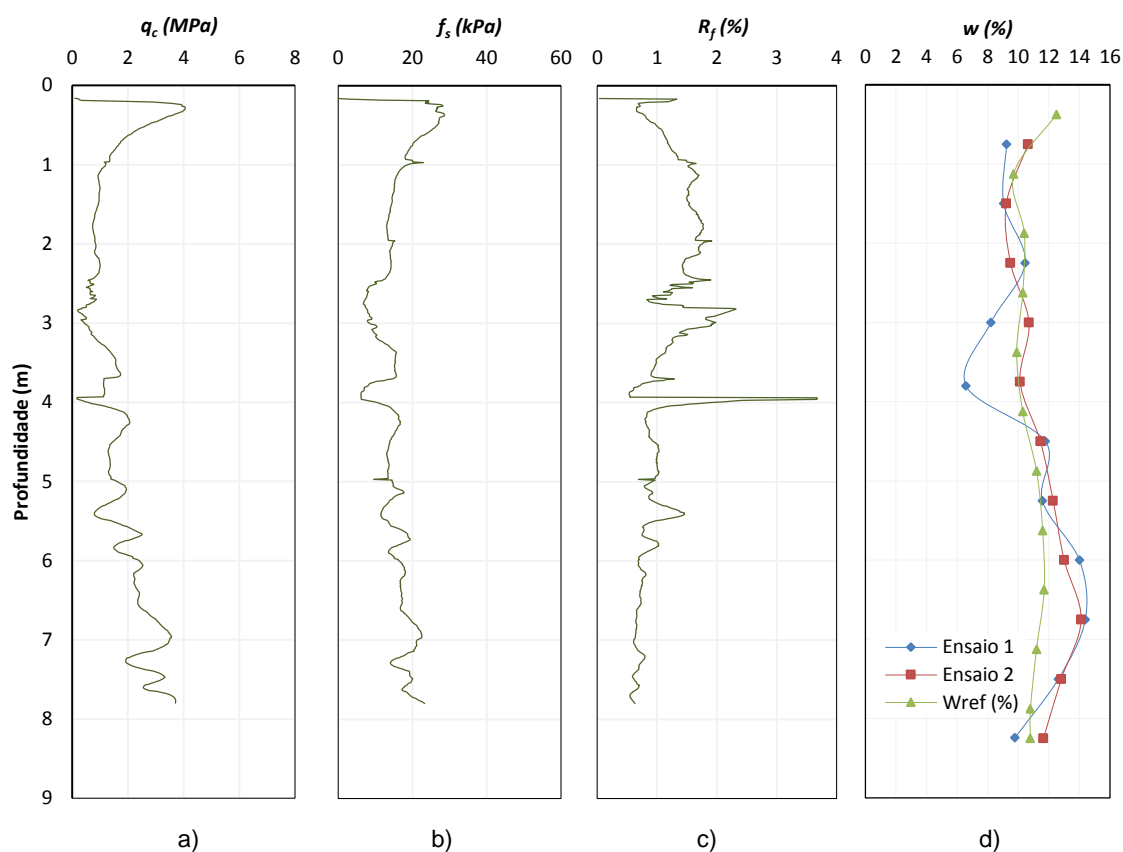 q_c (MPa)
f_s (kPa)
R_f (%)
w (%)
0 2 4 6 8
0 20 40 60
0 1 2 3 4
0 2 4 6 8 10 12 14 16
0
1
2
3
4
5
6
7
8
9
Profundidade (m)
Ensaio 1
Ensaio 2
Wref (%)
a)
b)
c)
d)